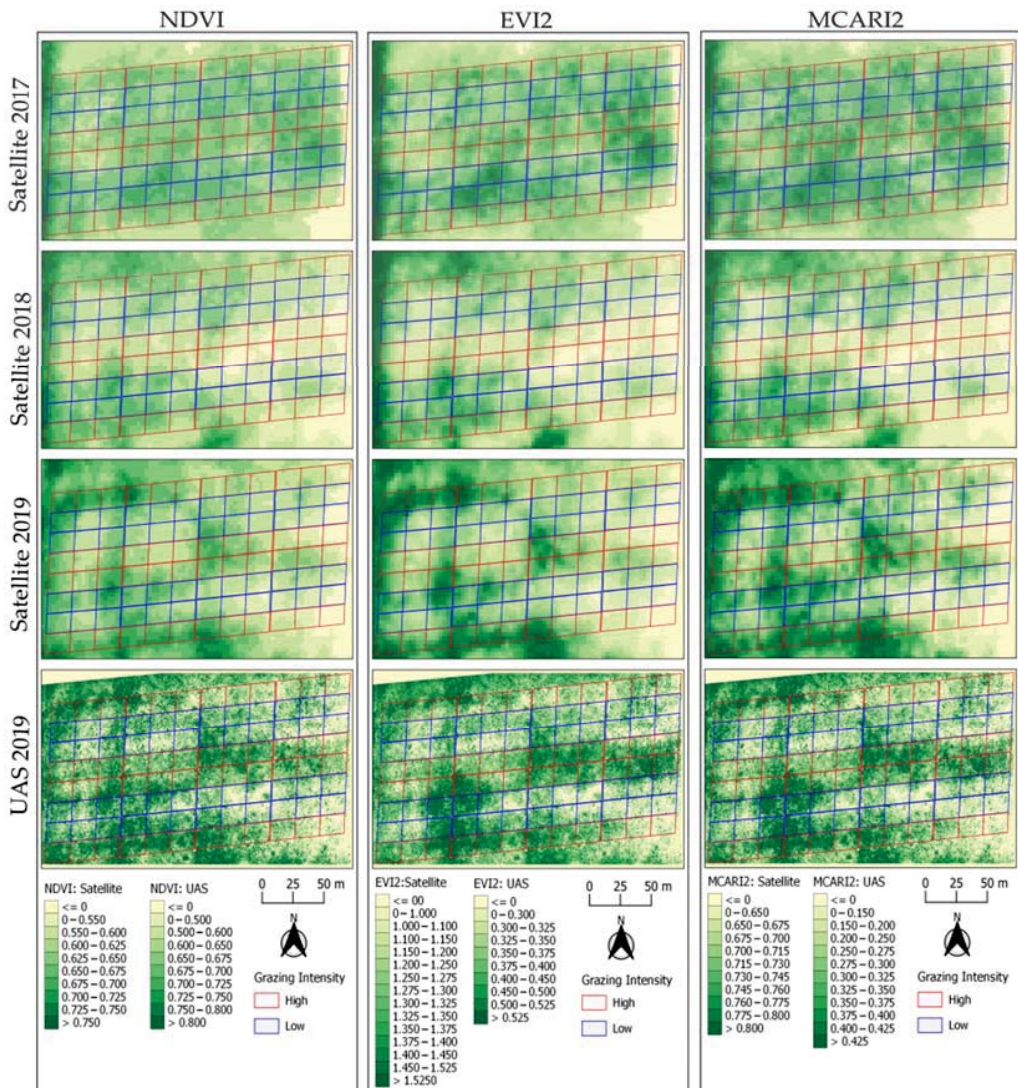 NDVI
EVI2
MCARI2
Satellite 2017
Satellite 2018
Satellite 2019
UAS 2019
NDVI: Satellite
<= 0
0–0.550
0.550–0.600
0.600–0.625
0.625–0.650
0.650–0.675
0.675–0.700
0.700–0.725
0.725–0.750
> 0.750
NDVI: UAS
<= 0
0–0.500
0.500–0.600
0.600–0.650
0.650–0.675
0.675–0.700
0.700–0.750
0.750–0.800
> 0.800
0 25 50 m
N
Grazing Intensity
High
Low
EVI2:Satellite
<= 00
0–1.000
1.000–1.100
1.100–1.150
1.150–1.200
1.200–1.250
1.250–1.275
1.275–1.300
1.300–1.325
1.325–1.350
1.350–1.375
1.375–1.400
1.400–1.450
1.450–1.525
> 1.5250
EVI2: UAS
<= 0
0–0.300
0.300–0.325
0.325–0.350
0.350–0.375
0.375–0.400
0.400–0.450
0.450–0.500
0.500–0.525
> 0.525
0 25 50 m
N
Grazing Intensity
High
Low
MCARI2: Satellite
<= 0
0–0.650
0.650–0.675
0.675–0.700
0.700–0.715
0.715–0.730
0.730–0.745
0.745–0.760
0.760–0.775
0.775–0.800
> 0.800
MCARI2: UAS
<= 0
0–0.150
0.150–0.200
0.200–0.250
0.250–0.275
0.275–0.300
0.300–0.325
0.325–0.350
0.350–0.375
0.375–0.400
0.400–0.425
> 0.425
0 25 50 m
N
Grazing Intensity
High
Low